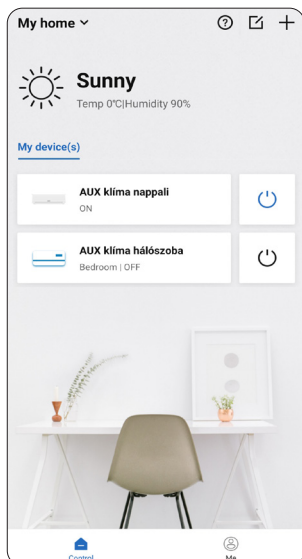 My home
Sunny
Temp 0°C|Humidity 90%
My device(s)
AUX klíma nappali
ON
AUX klíma hálószoba
Bedroom | OFF
Control
Me